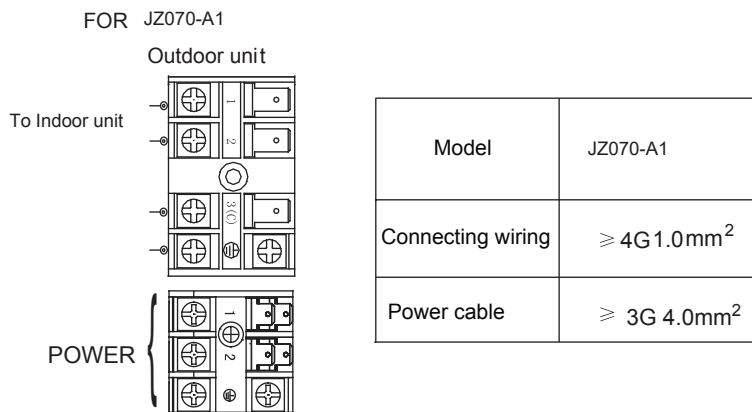 FOR JZ070-A1
Outdoor unit
To Indoor unit
1
2
3(C)
POWER
1
2
Model JZ070-A1
Connecting wiring ≥ 4G1.0mm²
Power cable ≥ 3G 4.0mm²